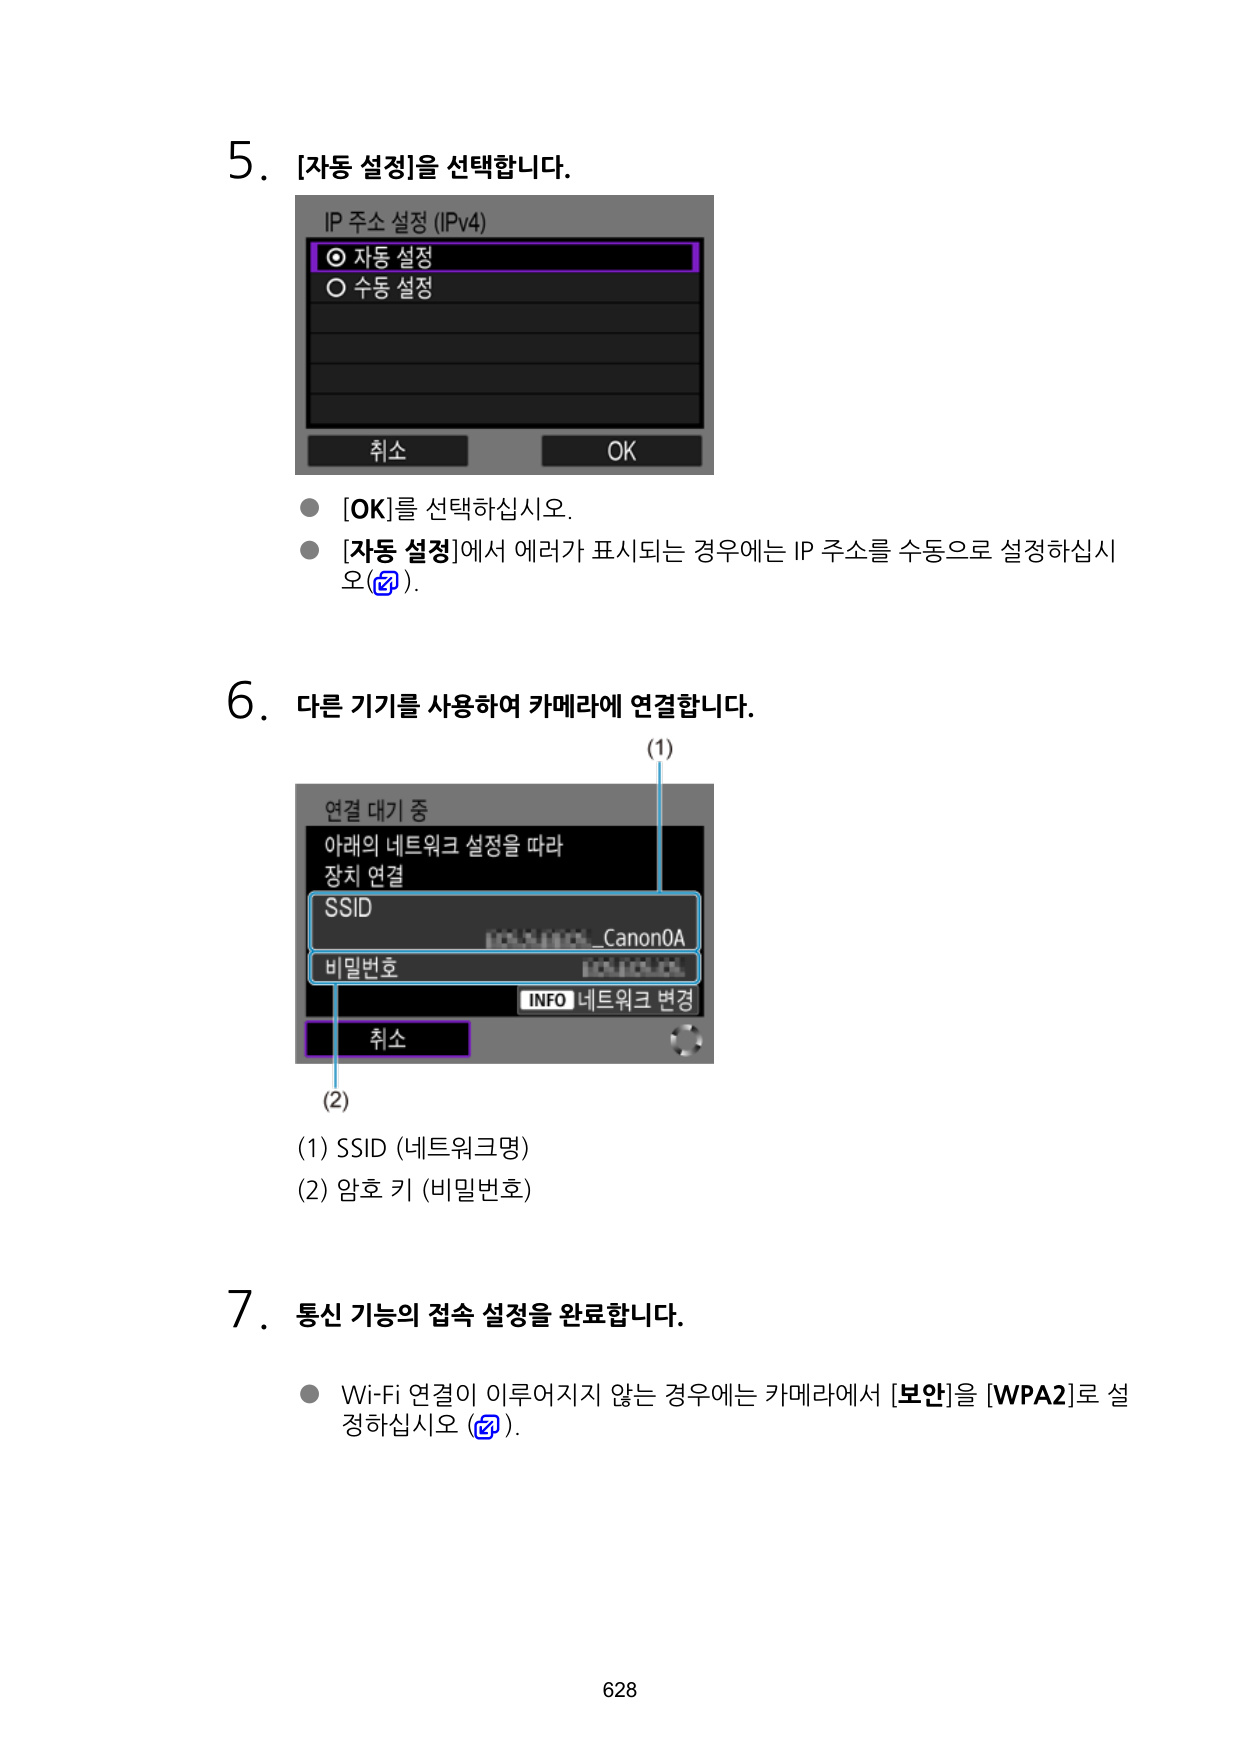 5. [자동 설정]을 선택합니다.
IP 주소 설정 (IPv4)
자동 설정
수동 설정
취소 OK
[OK]를 선택하십시오.
[자동 설정]에서 에러가 표시되는 경우에는 IP 주소를 수동으로 설정하십시
오( ).
6. 다른 기기를 사용하여 카메라에 연결합니다.
(1)
연결 대기 중
아래의 네트워크 설정을 따라
장치 연결
SSID
_Canon0A
비밀번호
INFO 네트워크 변경
취소
(2)
(1) SSID (네트워크명)
(2) 암호 키 (비밀번호)
7. 통신 기능의 접속 설정을 완료합니다.
Wi-Fi 연결이 이루어지지 않는 경우에는 카메라에서 [보안]을 [WPA2]로 설
정하십시오 ( ).
628